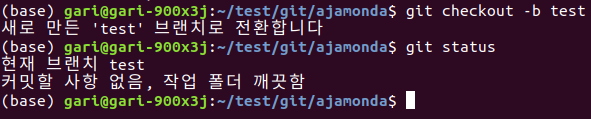 (base) gari@gari-900x3j:~/test/git/ajamonda$ git checkout -b test
새로 만든 'test' 브랜치로 전환합니다
(base) gari@gari-900x3j:~/test/git/ajamonda$ git status
현재 브랜치 test
커밋할 사항 없음, 작업 폴더 깨끗함
(base) gari@gari-900x3j:~/test/git/ajamonda$